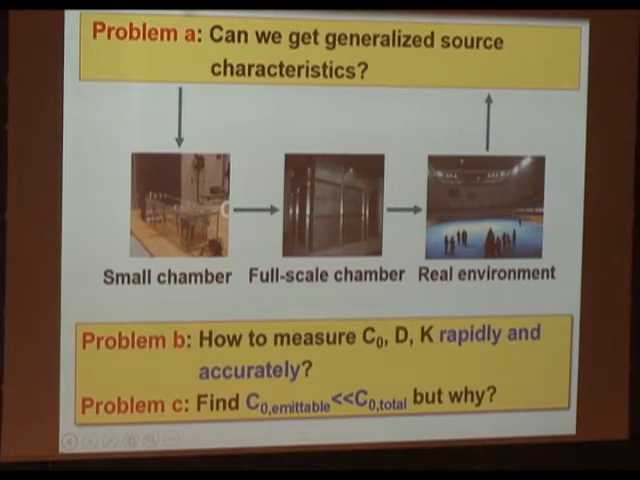 Problem a: Can we get generalized source
characteristics?
Small chamber Full-scale chamber Real environment
Problem b: How to measure C₀, D, K rapidly and
accurately?
Problem c: Find C₀,emittable<<C₀,total but why?